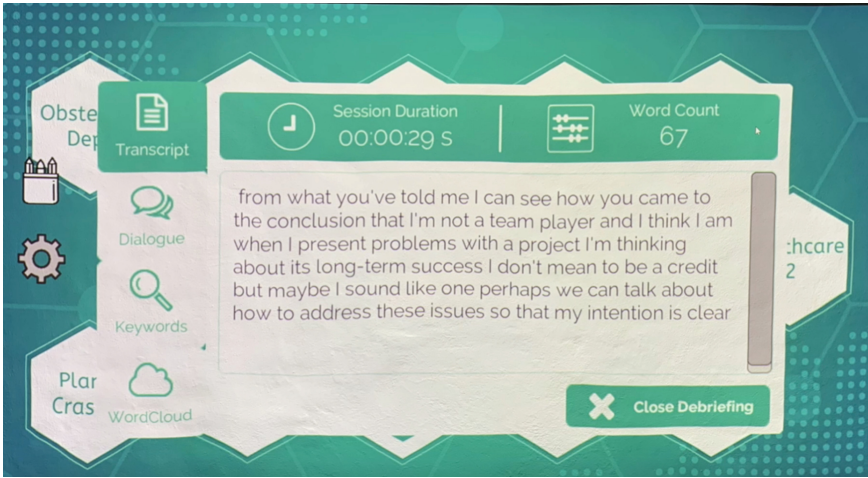 Obste
Dep
Transcript
Session Duration
00:00:29 S
Word Count
67
Dialogue
Keywords
WordCloud
from what you've told me I can see how you came to
the conclusion that I'm not a team player and I think I am
when I present problems with a project I'm thinking
about its long-term success I don't mean to be a credit
but maybe I sound like one perhaps we can talk about
how to address these issues so that my intention is clear
Close Debriefing
thcare
2
Plan
Cras